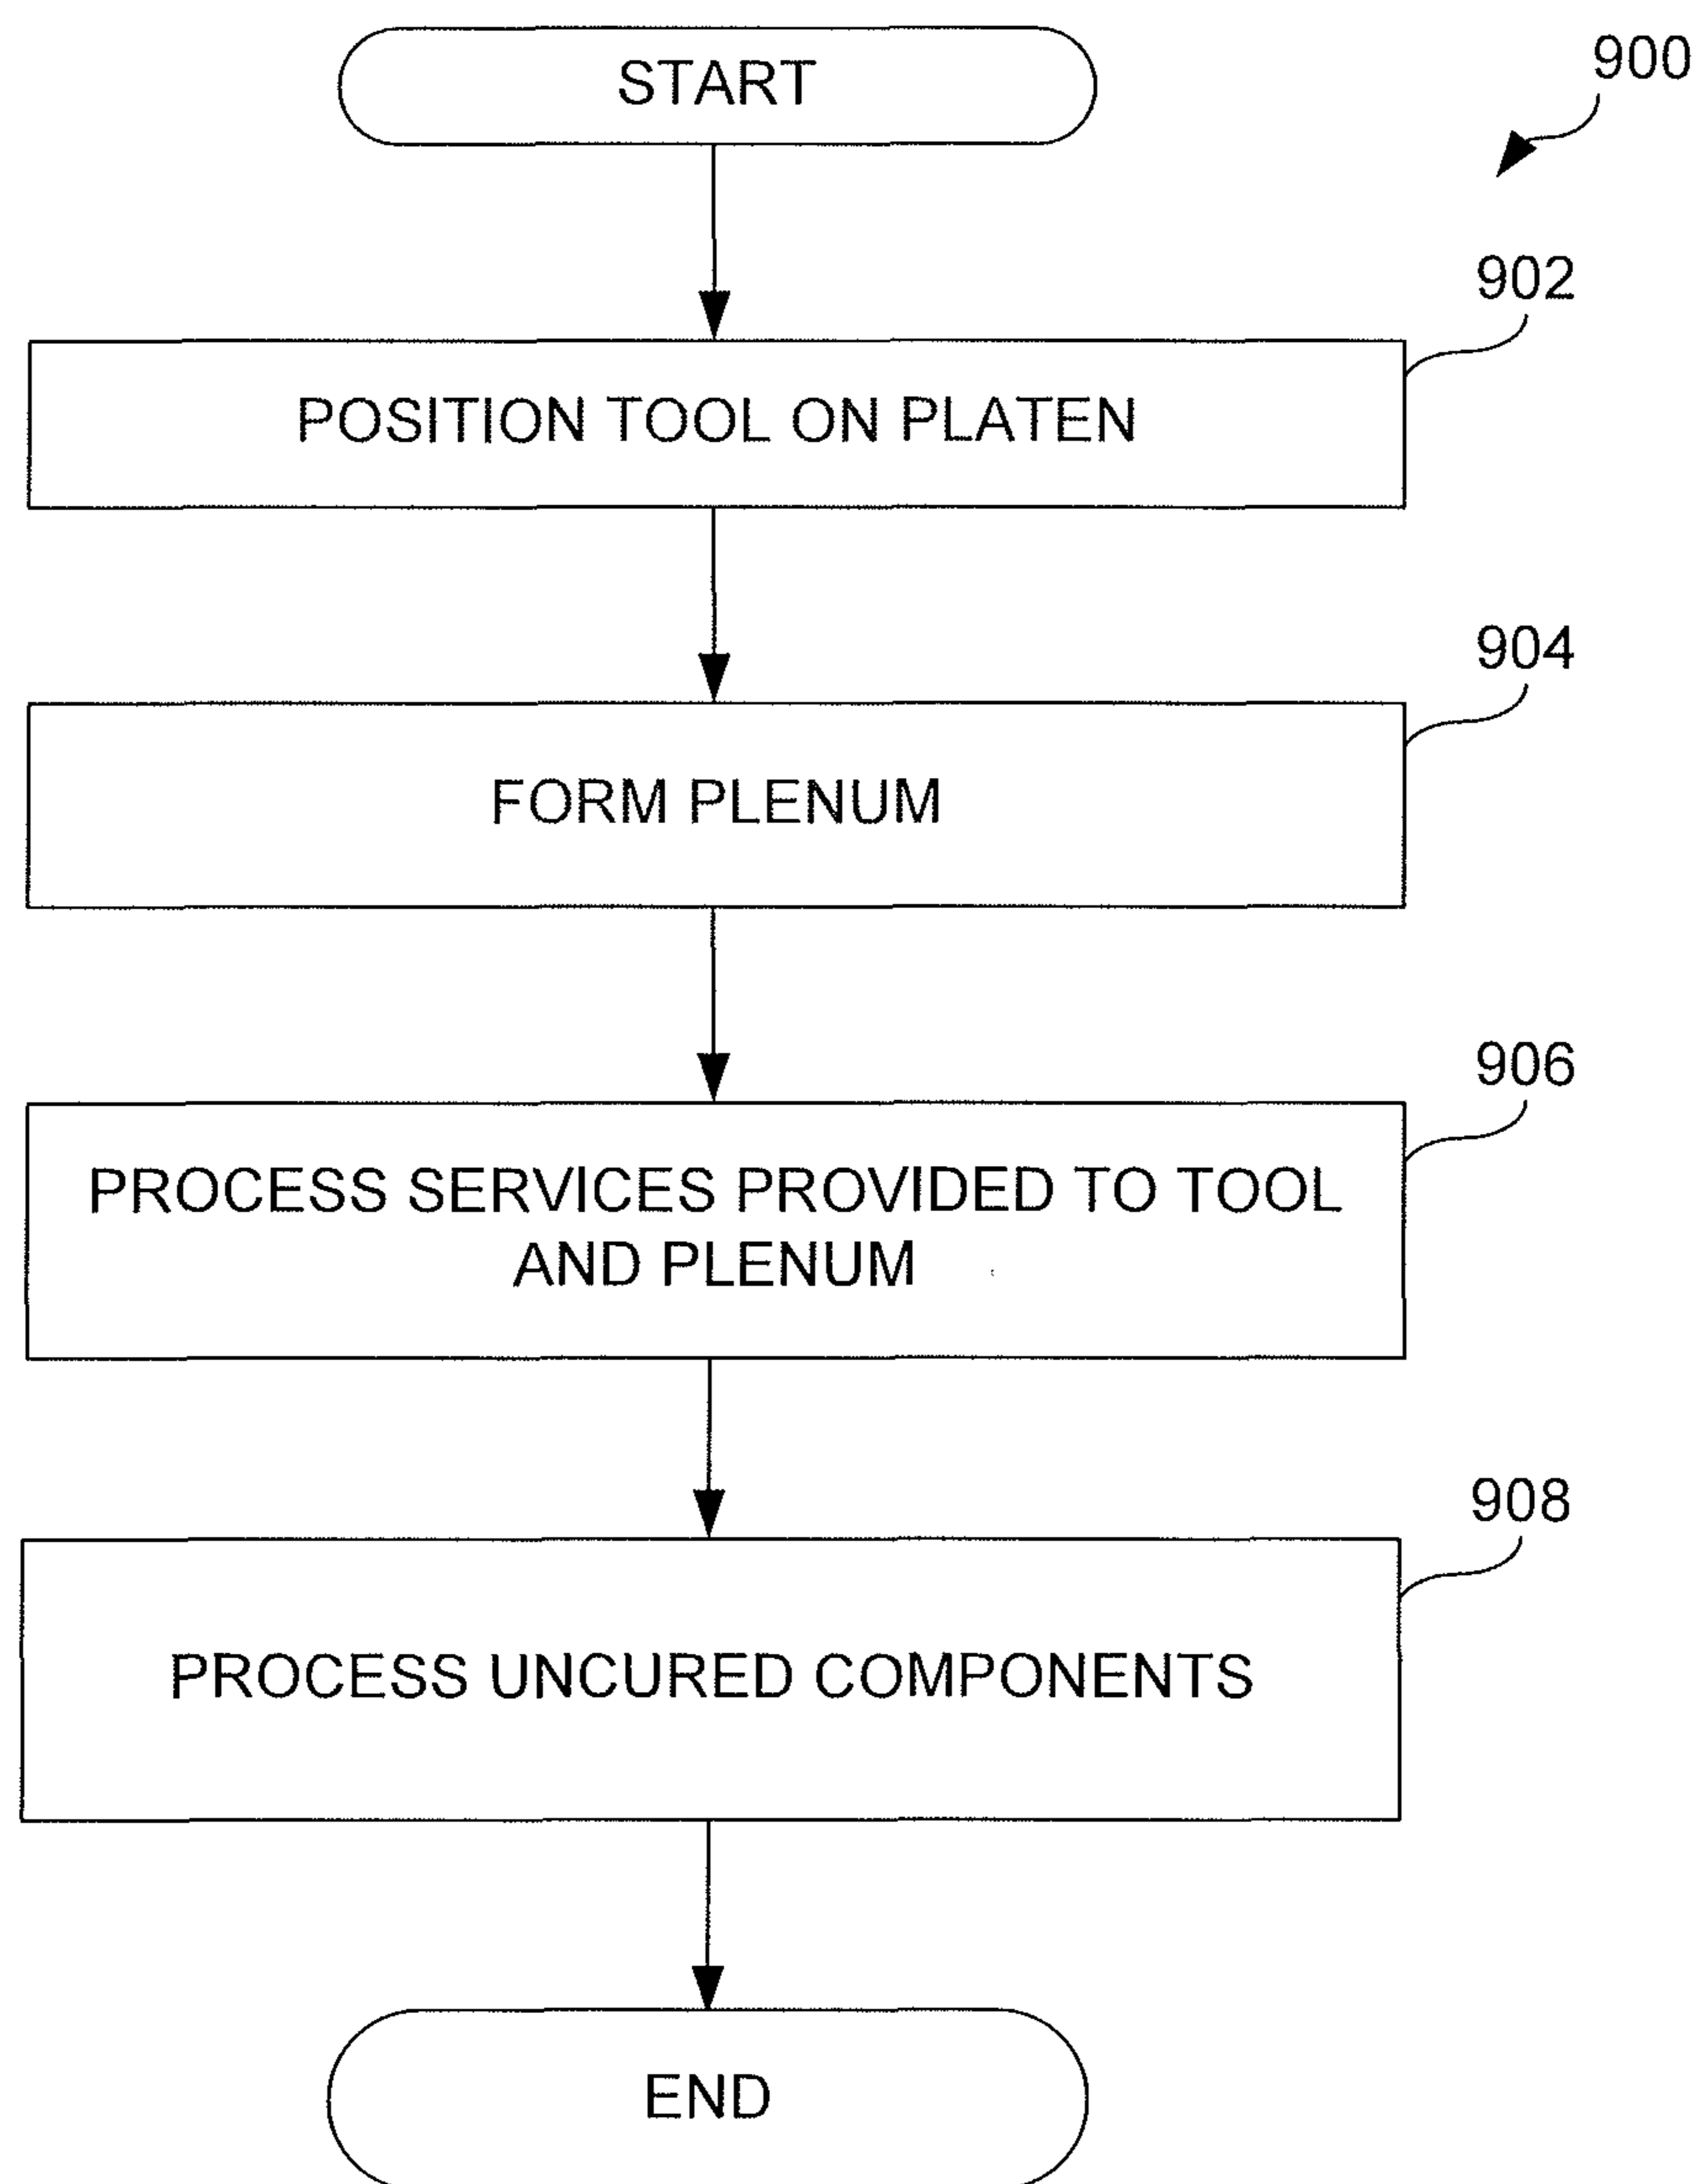 START
900
902
POSITION TOOL ON PLATEN
904
FORM PLENUM
906
PROCESS SERVICES PROVIDED TO TOOL
AND PLENUM
908
PROCESS UNCURED COMPONENTS
END